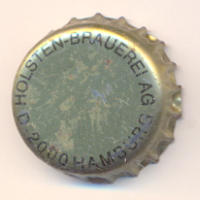 HOLSTEN-BRAUEREI AG
D-2000 HAMBURG